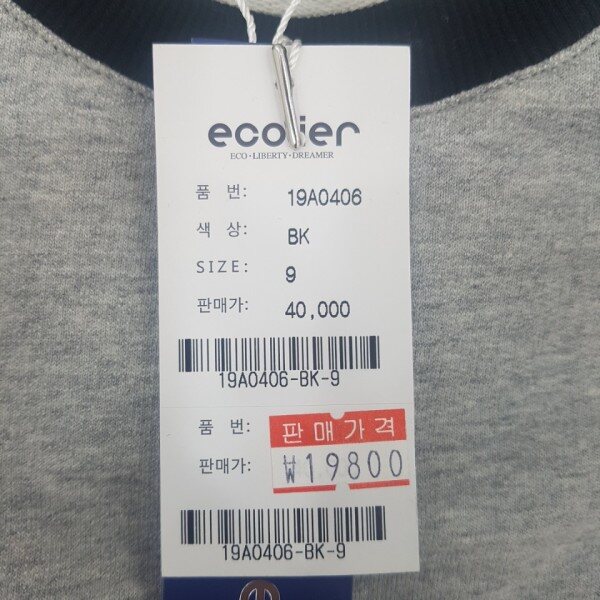 ecolier
ECO·LIBERTY·DREAMER
품 번: 19A0406
색 상: BK
SIZE: 9
판매가: 40,000
19A0406-BK-9
품 번: 판매가격
판매가: ₩19800
19A0406-BK-9